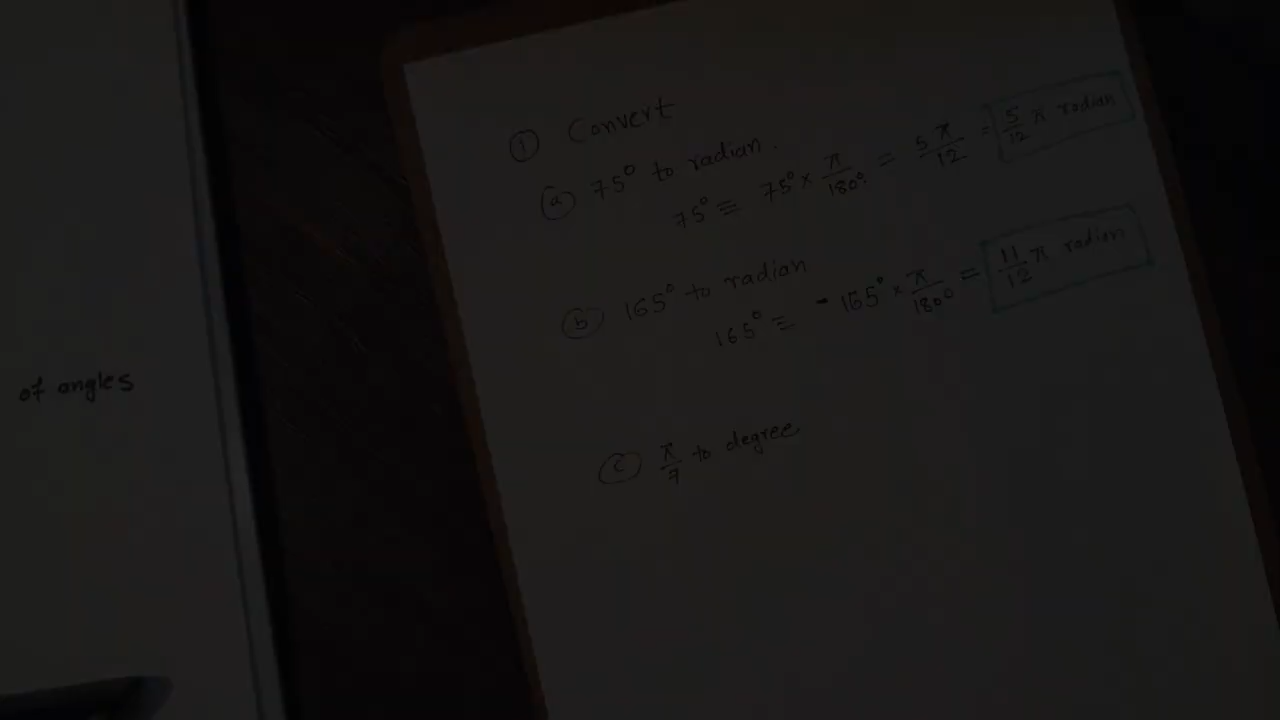 of angles
① Convert
ⓐ 75° to radian.
75° ≡ 75° × π/180° = 5π/12 = 5/12 π radian
ⓑ 165° to radian
165° ≡ 165° × π/180° = 11/12 π radian
ⓒ π/7 to degree